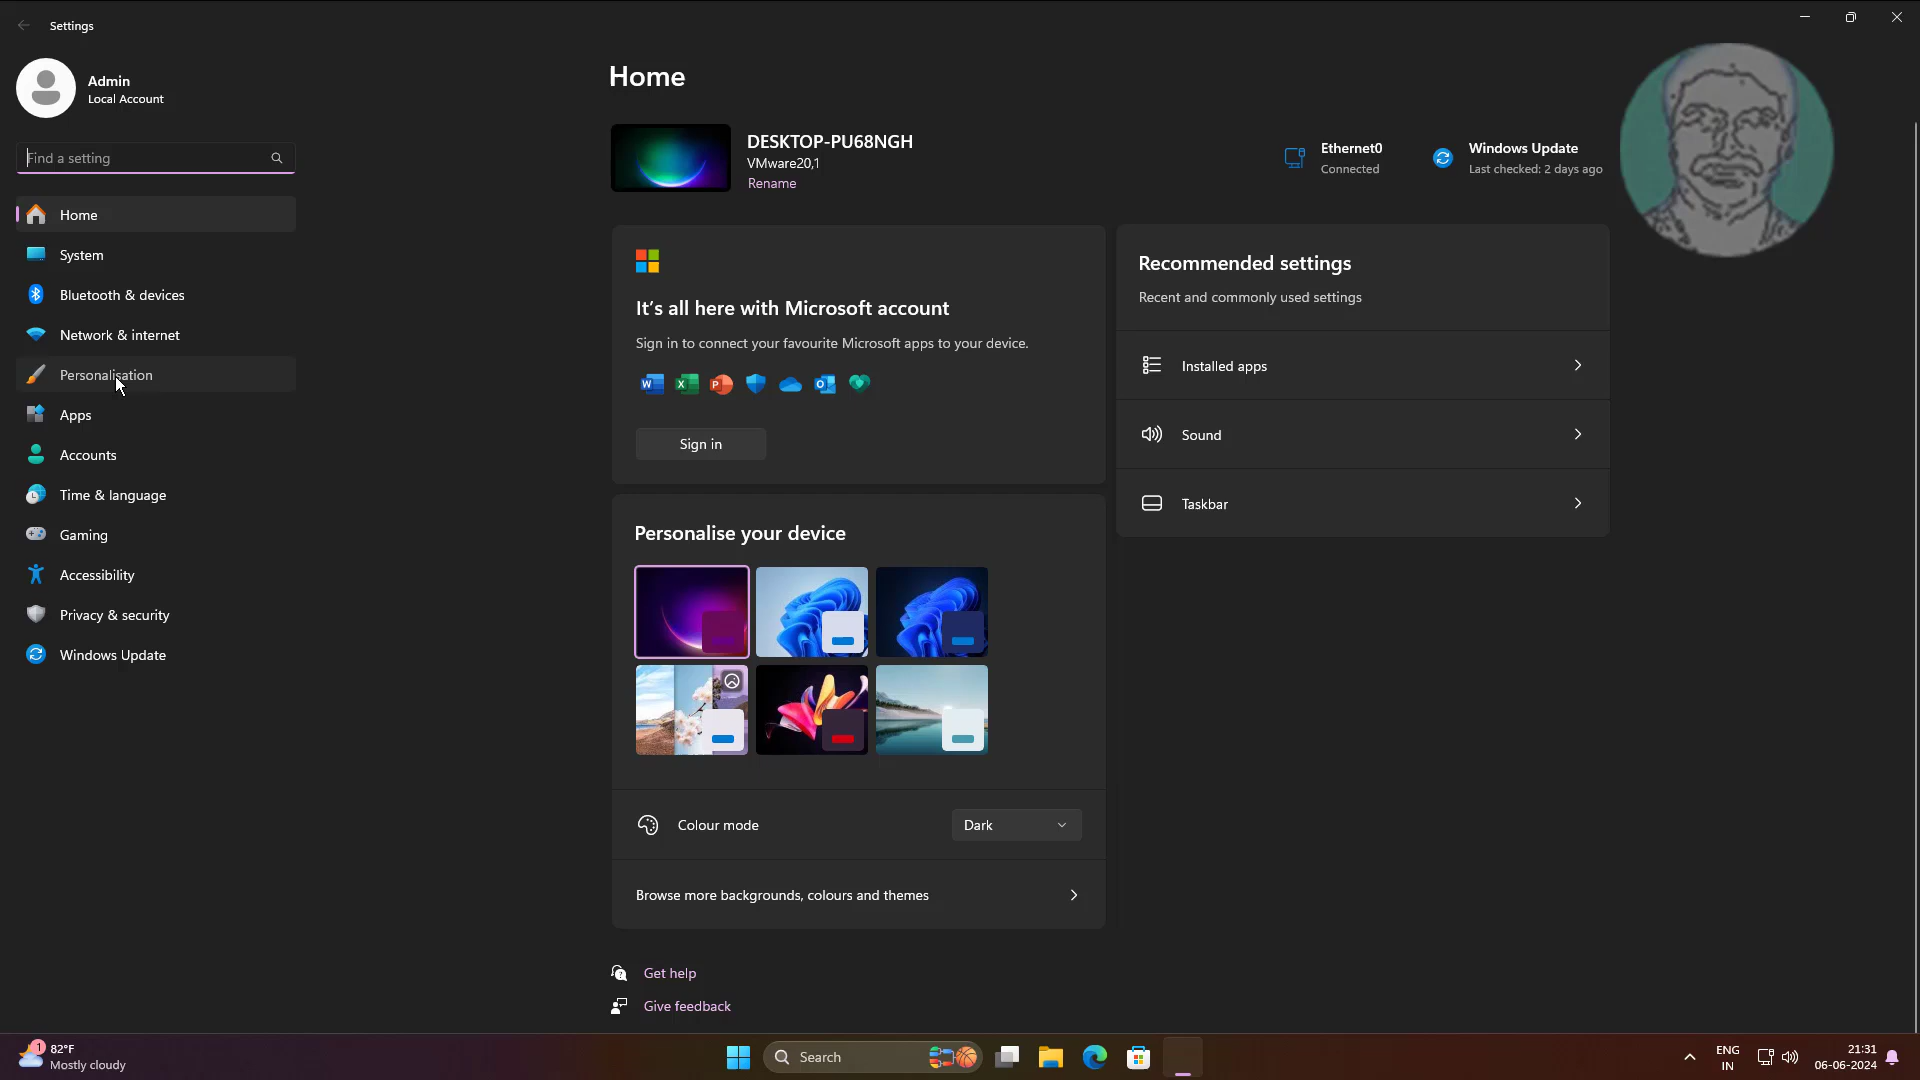 Settings
Admin
Local Account
Find a setting
Home
System
Bluetooth & devices
Network & internet
Personalisation
Apps
Accounts
Time & language
Gaming
Accessibility
Privacy & security
Windows Update
Home
DESKTOP-PU68NGH
VMware20,1
Rename
Ethernet0
Connected
Windows Update
Last checked: 2 days ago
It's all here with Microsoft account
Sign in to connect your favourite Microsoft apps to your device.
Sign in
Personalise your device
Colour mode
Dark
Browse more backgrounds, colours and themes
Recommended settings
Recent and commonly used settings
Installed apps
Sound
Taskbar
Get help
Give feedback
1
82°F
Mostly cloudy
Search
ENG
IN
21:31
06-06-2024